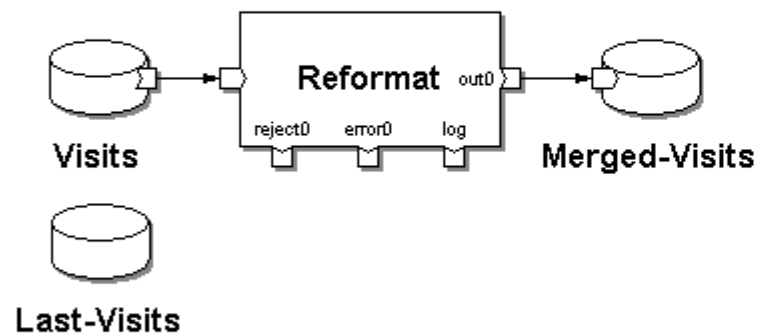 Reformat
out0
reject0 error0 log
Visits
Merged-Visits
Last-Visits